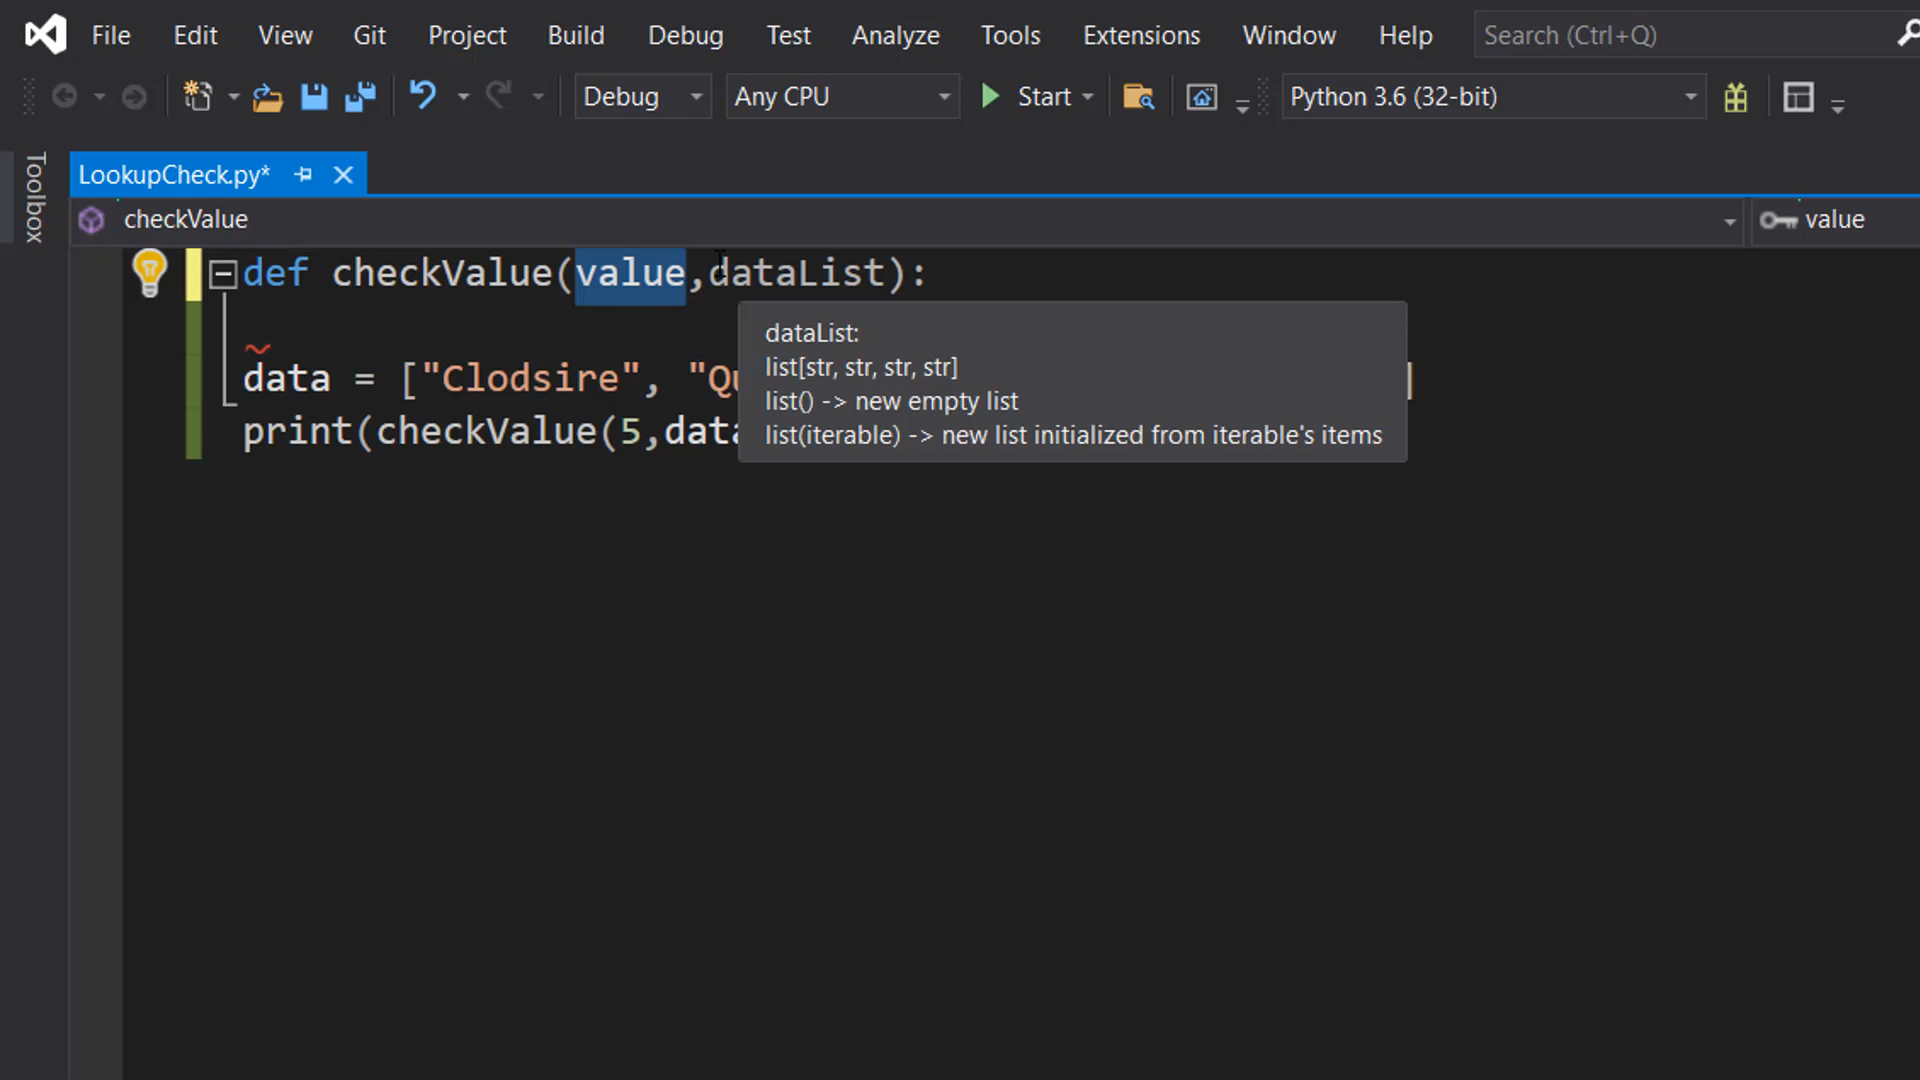 File Edit View Git Project Build Debug Test Analyze Tools Extensions Window Help Search (Ctrl+Q)
Debug Any CPU Start Python 3.6 (32-bit)
Toolbox
LookupCheck.py*
checkValue value
def checkValue(value,dataList):
dataList:
list[str, str, str, str]
list() -> new empty list
list(iterable) -> new list initialized from iterable's items
data = ["Clodsire", "Qu
print(checkValue(5,data